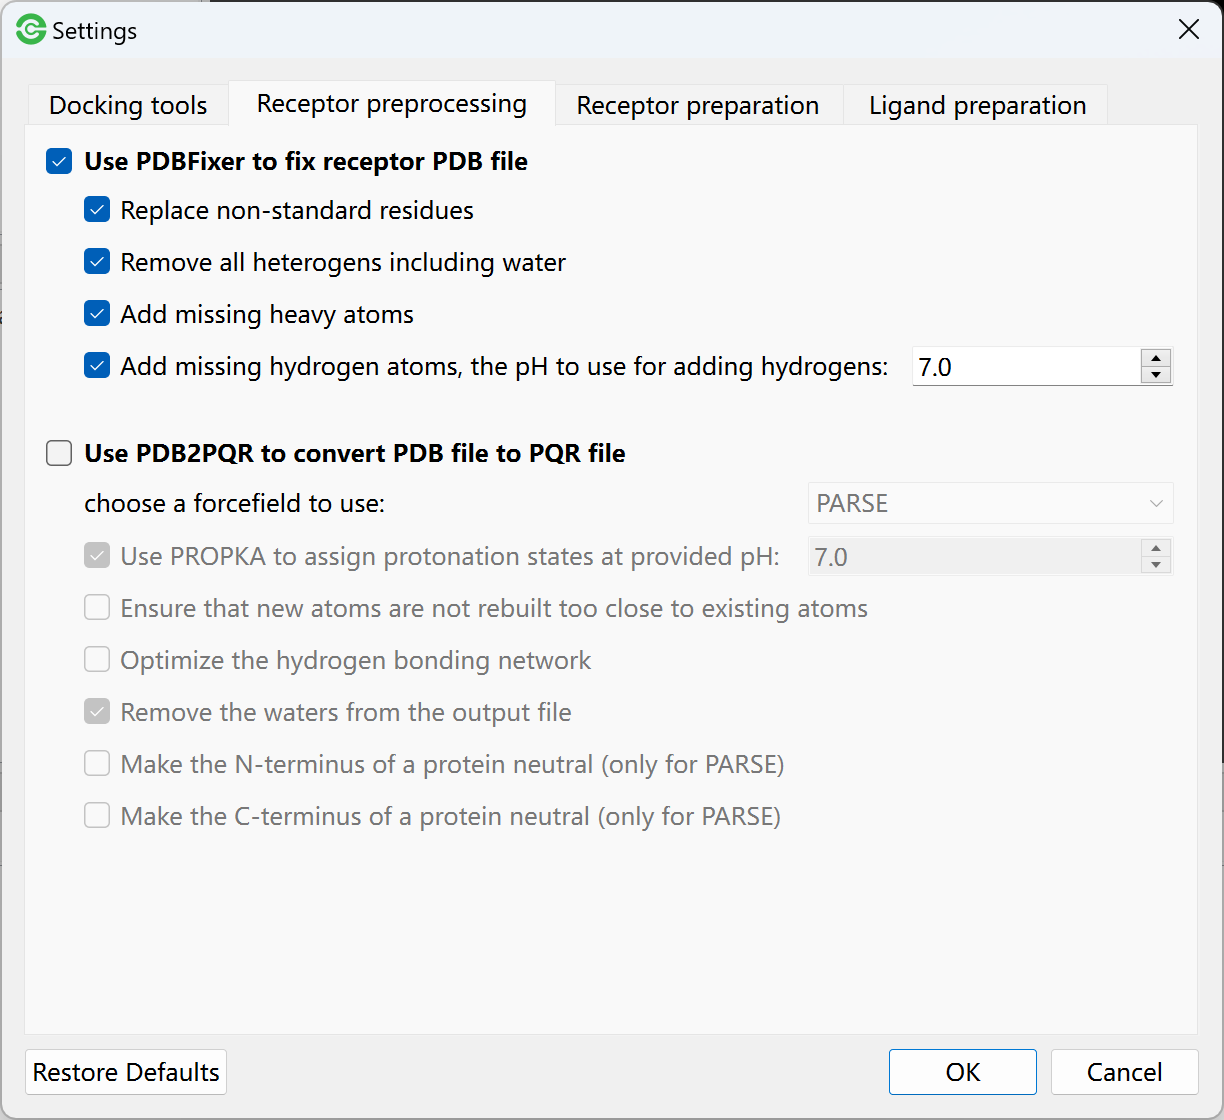 Settings
Docking tools
Receptor preprocessing
Receptor preparation
Ligand preparation
Use PDBFixer to fix receptor PDB file
Replace non-standard residues
Remove all heterogens including water
Add missing heavy atoms
Add missing hydrogen atoms, the pH to use for adding hydrogens:
7.0
Use PDB2PQR to convert PDB file to PQR file
choose a forcefield to use:
PARSE
Use PROPKA to assign protonation states at provided pH:
7.0
Ensure that new atoms are not rebuilt too close to existing atoms
Optimize the hydrogen bonding network
Remove the waters from the output file
Make the N-terminus of a protein neutral (only for PARSE)
Make the C-terminus of a protein neutral (only for PARSE)
Restore Defaults
OK
Cancel